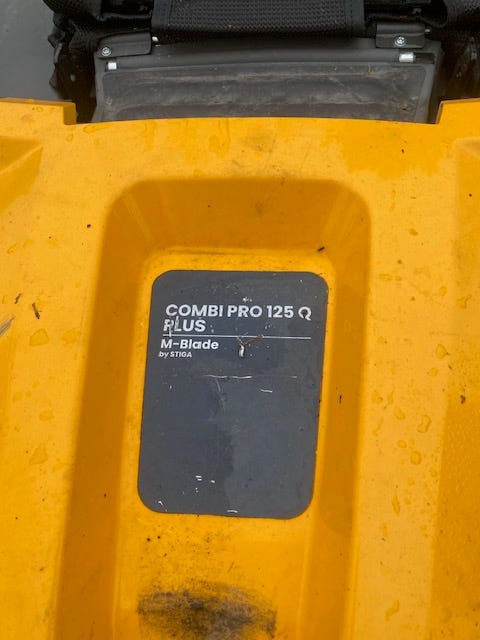 COMBI PRO 125 Q
PLUS
M-Blade
by STIGA